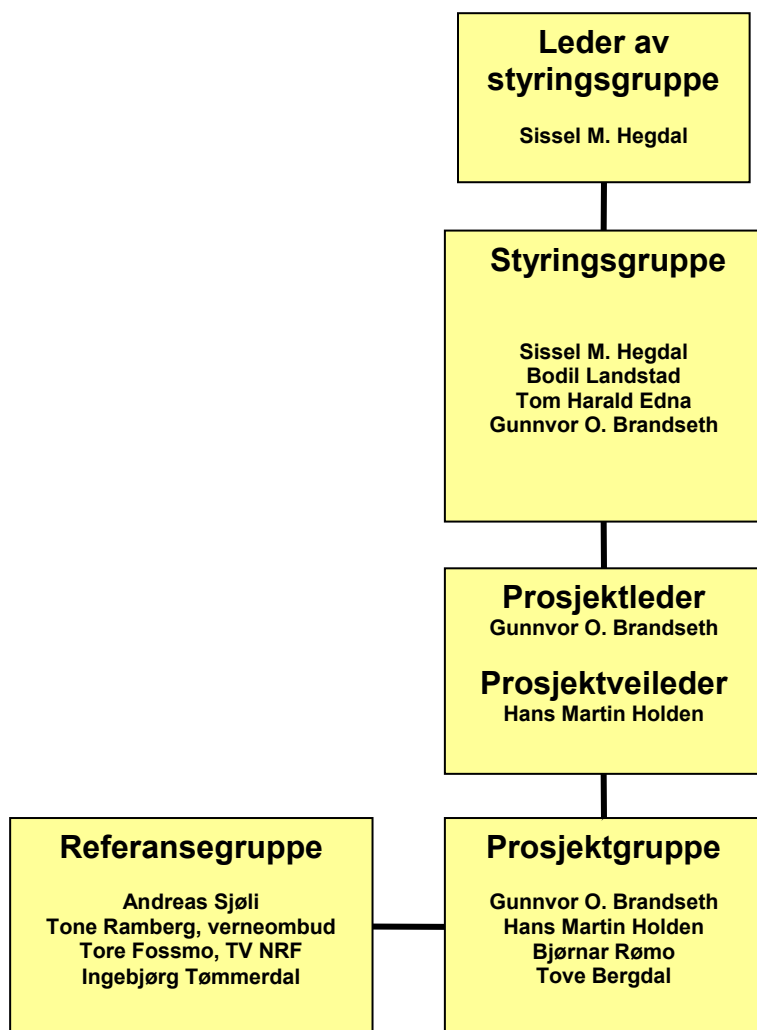 Leder av
styringsgruppe
Sissel M. Hegdal
Styringsgruppe
Sissel M. Hegdal
Bodil Landstad
Tom Harald Edna
Gunnvor O. Brandseth
Prosjektleder
Gunnvor O. Brandseth
Prosjektveileder
Hans Martin Holden
Referansegruppe
Andreas Sjøli
Tone Ramberg, verneombud
Tore Fossmo, TV NRF
Ingebjørg Tømmerdal
Prosjektgruppe
Gunnvor O. Brandseth
Hans Martin Holden
Bjørnar Rømo
Tove Bergdal